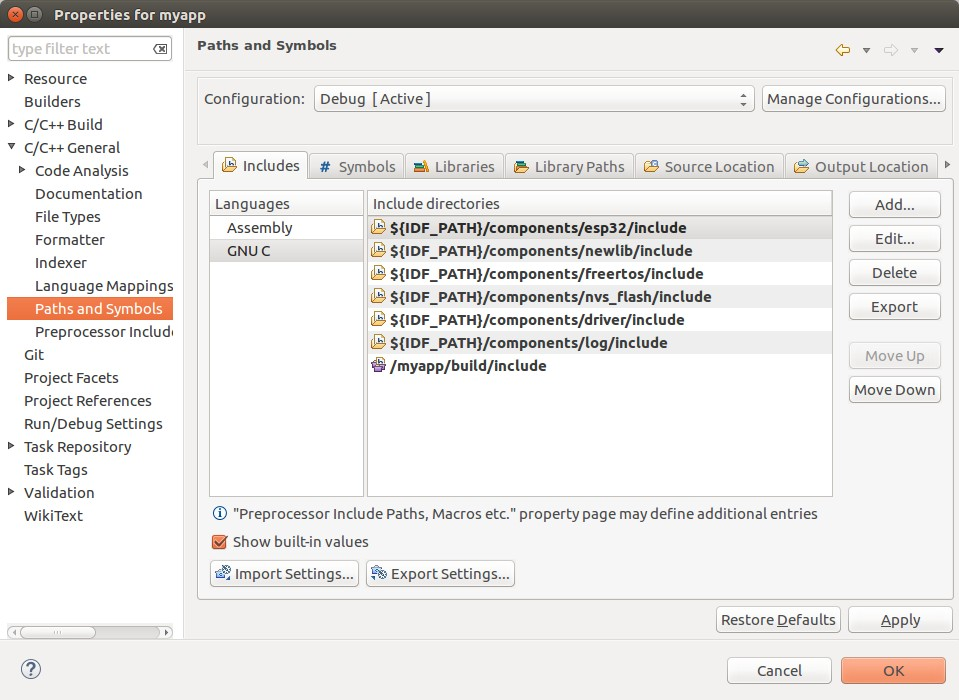 Properties for myapp
type filter text
Resource
Builders
C/C++ Build
C/C++ General
Code Analysis
Documentation
File Types
Formatter
Indexer
Language Mappings
Paths and Symbols
Preprocessor Include
Git
Project Facets
Project References
Run/Debug Settings
Task Repository
Task Tags
Validation
WikiText
Paths and Symbols
Configuration:
Debug [ Active ]
Manage Configurations...
Includes
# Symbols
Libraries
Library Paths
Source Location
Output Location
Languages
Assembly
GNU C
Include directories
${IDF_PATH}/components/esp32/include
${IDF_PATH}/components/newlib/include
${IDF_PATH}/components/freertos/include
${IDF_PATH}/components/nvs_flash/include
${IDF_PATH}/components/driver/include
${IDF_PATH}/components/log/include
/myapp/build/include
Add...
Edit...
Delete
Export
Move Up
Move Down
"Preprocessor Include Paths, Macros etc." property page may define additional entries
Show built-in values
Import Settings...
Export Settings...
Restore Defaults
Apply
Cancel
OK